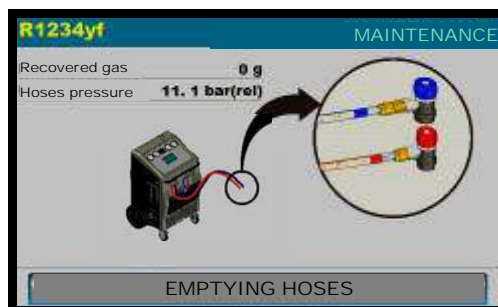 R1234yf
MAINTENANCE
Recovered gas 0 g
Hoses pressure 11. 1 bar(rel)
EMPTYING HOSES